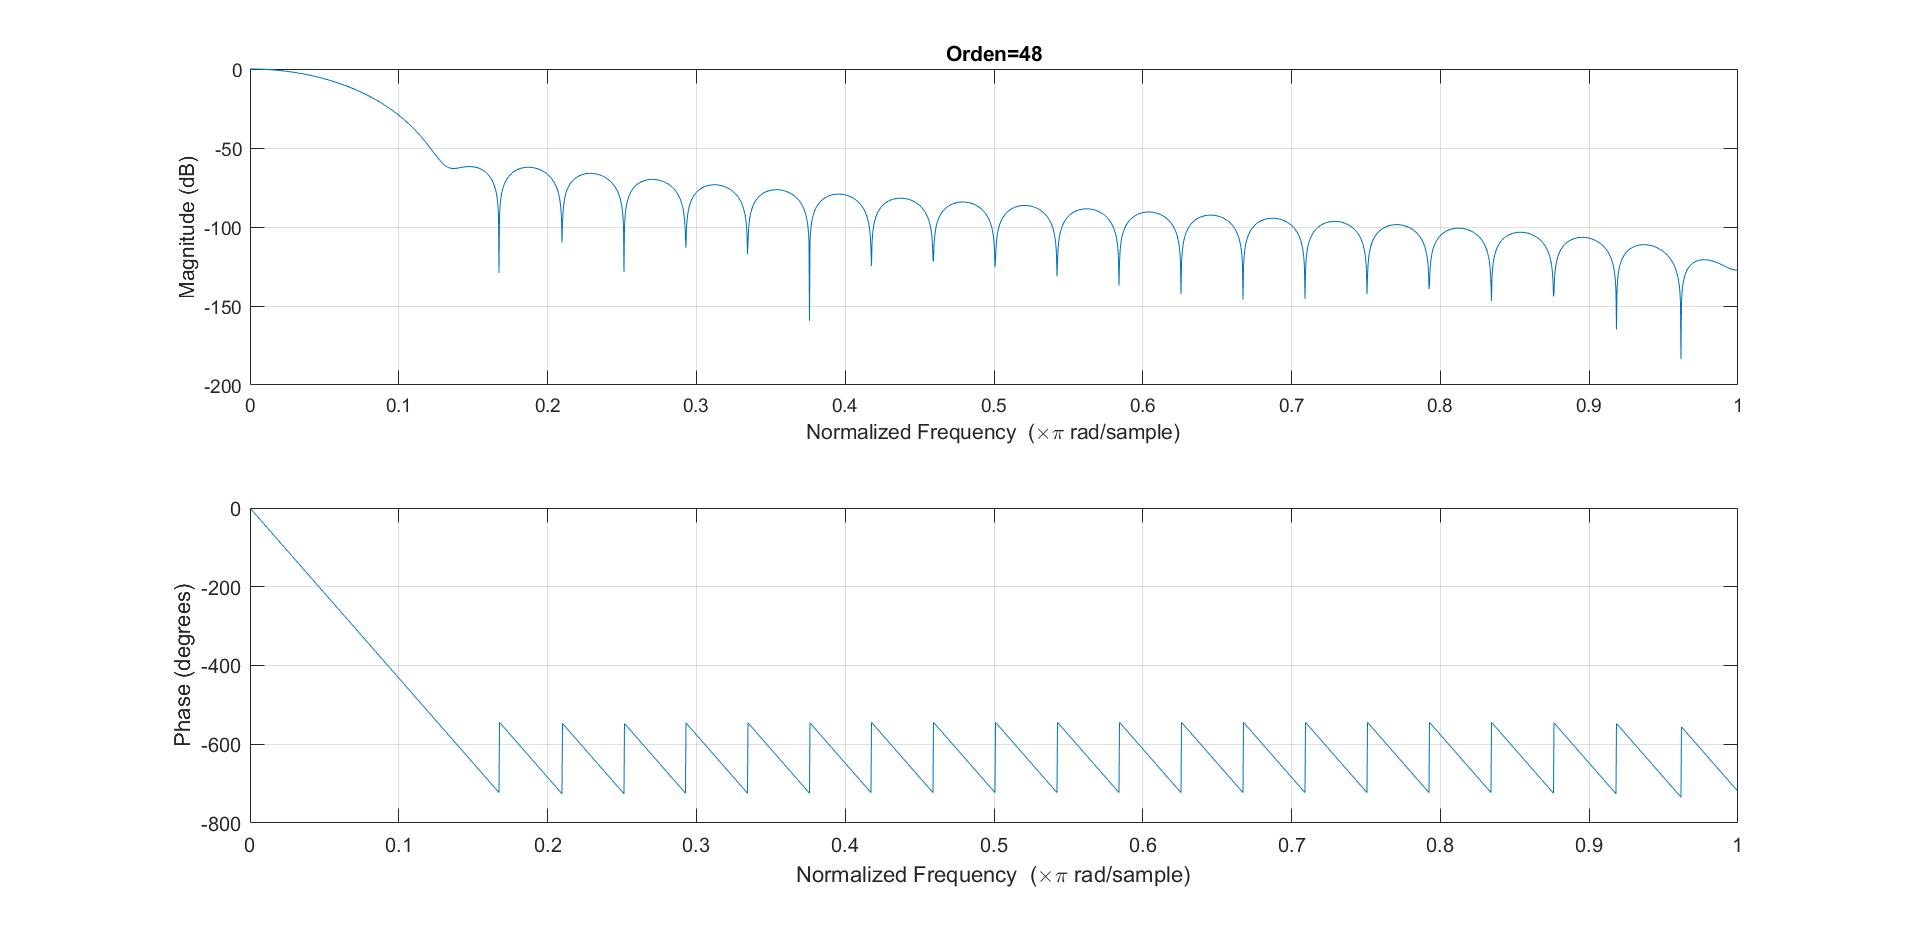 Orden=48
Magnitude (dB)
0
-50
-100
-150
-200
0 0.1 0.2 0.3 0.4 0.5 0.6 0.7 0.8 0.9 1
Normalized Frequency (×π rad/sample)
Phase (degrees)
0
-200
-400
-600
-800
0 0.1 0.2 0.3 0.4 0.5 0.6 0.7 0.8 0.9 1
Normalized Frequency (×π rad/sample)